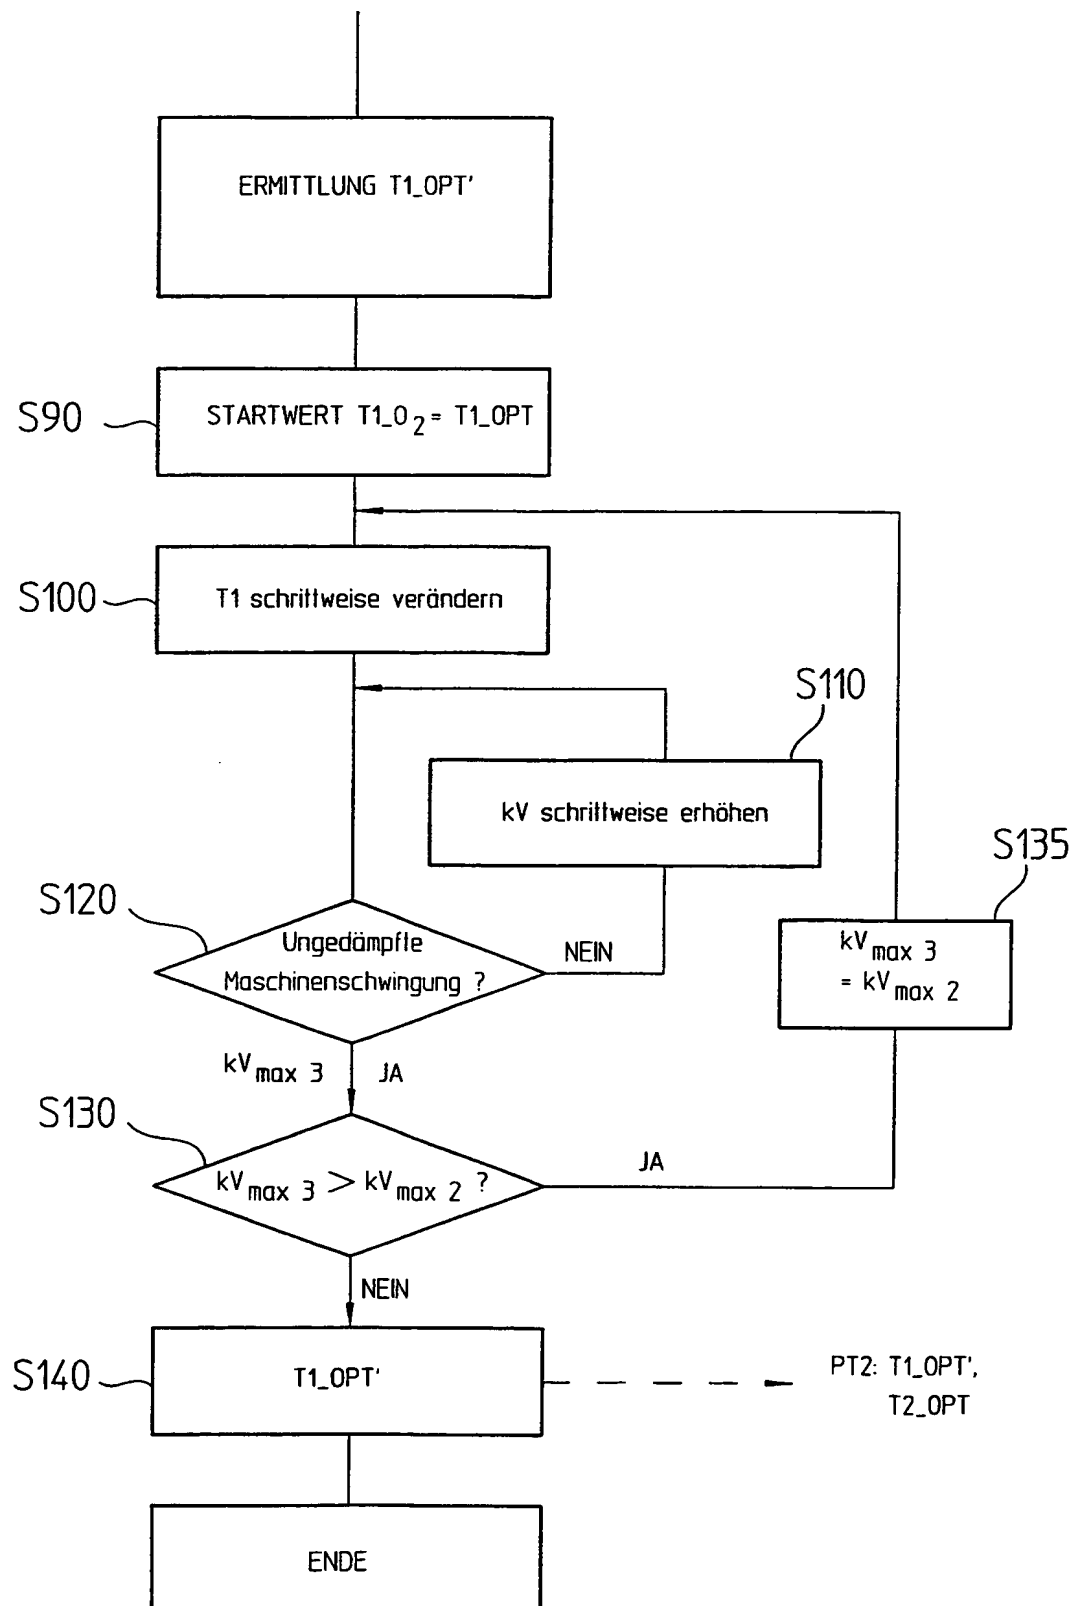 ERMITTLUNG T1_OPT'
S90
STARTWERT T1_O2 = T1_OPT
S100
T1 schrittweise verändern
S110
kV schrittweise erhöhen
S135
kVmax 3
= kVmax 2
S120
Ungedämpfte
Maschinenschwingung ?
NEIN
kVmax 3 JA
S130
kVmax 3 > kVmax 2 ?
JA
NEIN
S140
T1_OPT'
PT2: T1_OPT',
T2_OPT
ENDE